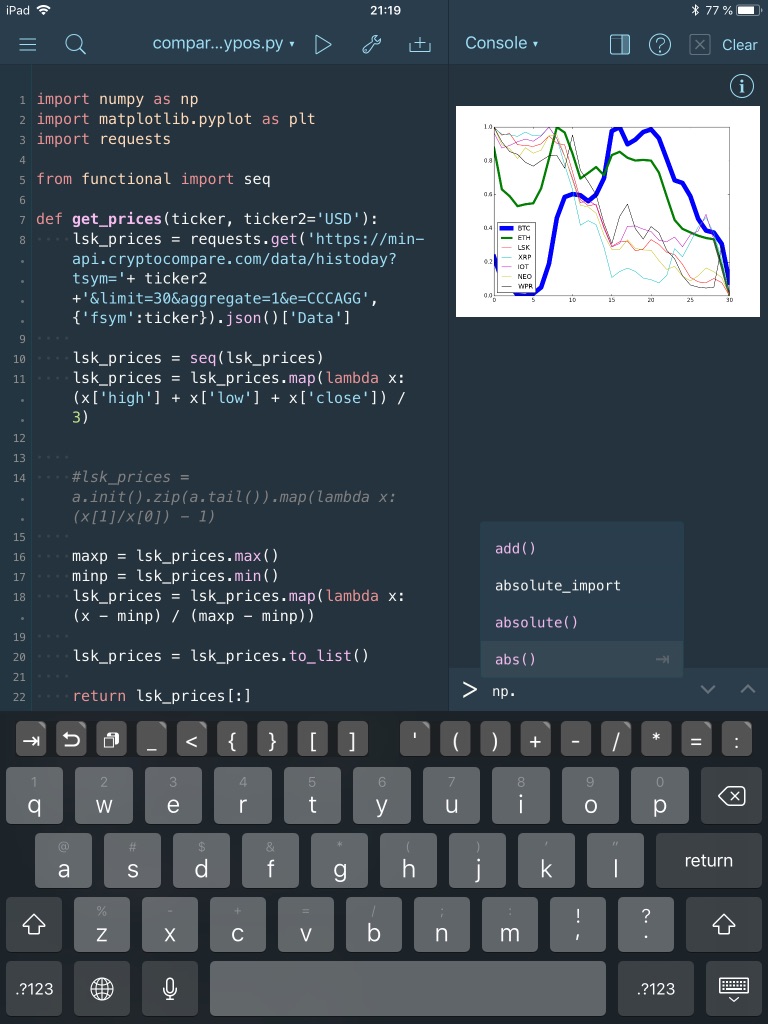 iPad 21:19 77 %
compar...ypos.py ▾
Console ▾ Clear
1 import numpy as np
2 import matplotlib.pyplot as plt
3 import requests
4
5 from functional import seq
6
7 def get_prices(ticker, ticker2='USD'):
8 lsk_prices = requests.get('https://min-
api.cryptocompare.com/data/histoday?
tsym='+ ticker2
+'&limit=30&aggregate=1&e=CCCAGG',
{'fsym':ticker}).json()['Data']
9
10 lsk_prices = seq(lsk_prices)
11 lsk_prices = lsk_prices.map(lambda x:
(x['high'] + x['low'] + x['close']) /
3)
12
13
14 #lsk_prices =
a.init().zip(a.tail()).map(lambda x:
(x[1]/x[0]) - 1)
15
16 maxp = lsk_prices.max()
17 minp = lsk_prices.min()
18 lsk_prices = lsk_prices.map(lambda x:
(x - minp) / (maxp - minp))
19
20 lsk_prices = lsk_prices.to_list()
21
22 return lsk_prices[:]
1.0
0.8
0.6
0.4
0.2
0.0
BTC
ETH
LSK
XRP
IOT
NEO
WPR
0 5 10 15 20 25 30
add()
absolute_import
absolute()
abs()
> np.
_ < { } [ ] ' ( ) + - / * = :
1 2 3 4 5 6 7 8 9 0
q w e r t y u i o p
@ # $ & * ( ) ' "
a s d f g h j k l return
% - + = / ; : ! ?
z x c v b n m , .
.?123 .?123